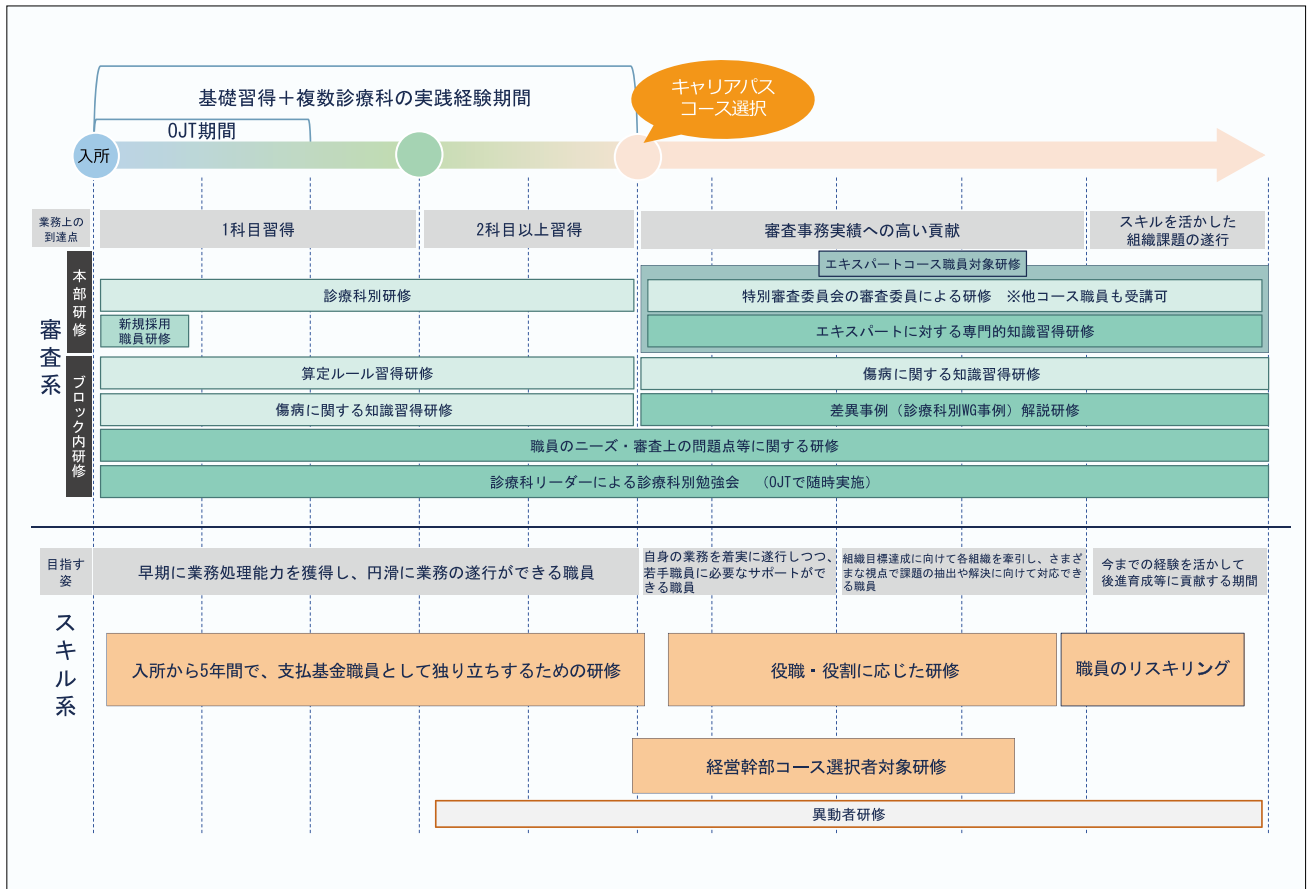 キャリアパス
コース選択
基礎習得＋複数診療科の実践経験期間
OJT期間
入所
業務上の
到達点
1科目習得
2科目以上習得
審査事務実績への高い貢献
スキルを活かした
組織課題の遂行
審査系
本部研修
エキスパートコース職員対象研修
診療科別研修
特別審査委員会の審査委員による研修　※他コース職員も受講可
新規採用
職員研修
エキスパートに対する専門的知識習得研修
ブロック内研修
算定ルール習得研修
傷病に関する知識習得研修
傷病に関する知識習得研修
差異事例（診療科別WG事例）解説研修
職員のニーズ・審査上の問題点等に関する研修
診療科リーダーによる診療科別勉強会　（OJTで随時実施）
目指す
姿
早期に業務処理能力を獲得し、円滑に業務の遂行ができる職員
自身の業務を着実に遂行しつつ、
若手職員に必要なサポートがで
きる職員
組織目標達成に向けて各組織を牽引し、さまざ
まな視点で課題の抽出や解決に向けて対応でき
る職員
今までの経験を活かして
後進育成等に貢献する期間
スキル系
入所から5年間で、支払基金職員として独り立ちするための研修
役職・役割に応じた研修
職員のリスキリング
経営幹部コース選択者対象研修
異動者研修